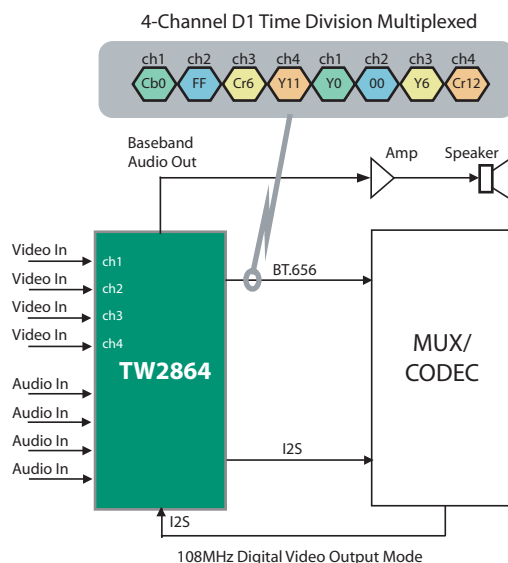 4-Channel D1 Time Division Multiplexed
ch1 ch2 ch3 ch4 ch1 ch2 ch3 ch4
Cb0 FF Cr6 Y11 Y0 00 Y6 Cr12
Baseband
Audio Out
Amp
Speaker
Video In
ch1
Video In
ch2
BT.656
Video In
ch3
Video In
ch4
TW2864
MUX/
CODEC
Audio In
Audio In
Audio In
I2S
Audio In
I2S
108MHz Digital Video Output Mode